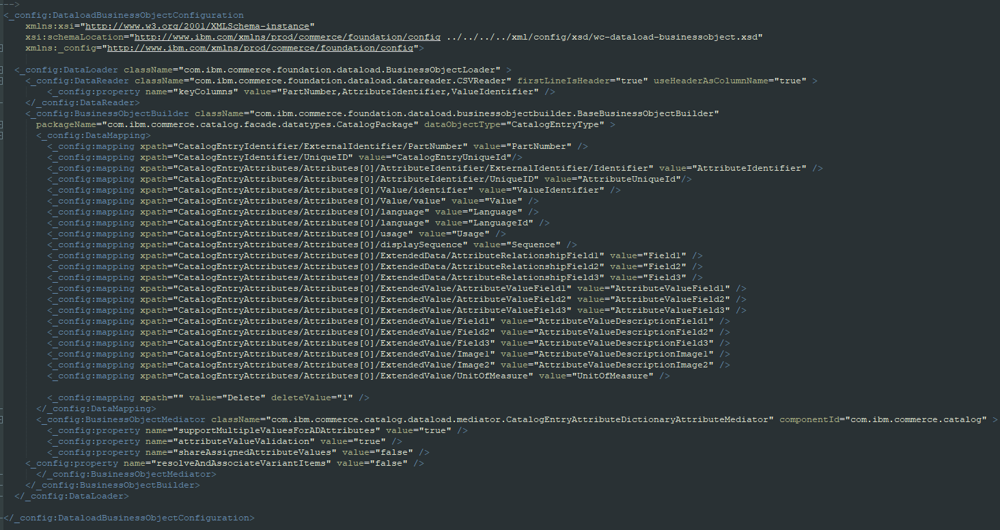 -->
<_config:DataloadBusinessObjectConfiguration
xmlns:xsi="http://www.w3.org/2001/XMLSchema-instance"
xsi:schemaLocation="http://www.ibm.com/xmlns/prod/commerce/foundation/config ../../../../xml/config/xsd/wc-dataload-businessobject.xsd"
xmlns:_config="http://www.ibm.com/xmlns/prod/commerce/foundation/config">
<_config:DataLoader className="com.ibm.commerce.foundation.dataload.BusinessObjectLoader" >
<_config:DataReader className="com.ibm.commerce.foundation.dataload.datareader.CSVReader" firstLineIsHeader="true" useHeaderAsColumnName="true" >
<_config:property name="keyColumns" value="PartNumber,AttributeIdentifier,ValueIdentifier" />
</_config:DataReader>
<_config:BusinessObjectBuilder className="com.ibm.commerce.foundation.dataload.businessobjectbuilder.BaseBusinessObjectBuilder"
packageName="com.ibm.commerce.catalog.facade.datatypes.CatalogPackage" dataObjectType="CatalogEntryType" >
<_config:DataMapping>
<_config:mapping xpath="CatalogEntryIdentifier/ExternalIdentifier/PartNumber" value="PartNumber" />
<_config:mapping xpath="CatalogEntryIdentifier/UniqueID" value="CatalogEntryUniqueId"/>
<_config:mapping xpath="CatalogEntryAttributes/Attributes[0]/AttributeIdentifier/ExternalIdentifier/Identifier" value="AttributeIdentifier" />
<_config:mapping xpath="CatalogEntryAttributes/Attributes[0]/AttributeIdentifier/UniqueID" value="AttributeUniqueId"/>
<_config:mapping xpath="CatalogEntryAttributes/Attributes[0]/Value/identifier" value="ValueIdentifier" />
<_config:mapping xpath="CatalogEntryAttributes/Attributes[0]/Value/value" value="Value" />
<_config:mapping xpath="CatalogEntryAttributes/Attributes[0]/language" value="Language" />
<_config:mapping xpath="CatalogEntryAttributes/Attributes[0]/language" value="LanguageId" />
<_config:mapping xpath="CatalogEntryAttributes/Attributes[0]/usage" value="Usage" />
<_config:mapping xpath="CatalogEntryAttributes/Attributes[0]/displaySequence" value="Sequence" />
<_config:mapping xpath="CatalogEntryAttributes/Attributes[0]/ExtendedData/AttributeRelationshipField1" value="Field1" />
<_config:mapping xpath="CatalogEntryAttributes/Attributes[0]/ExtendedData/AttributeRelationshipField2" value="Field2" />
<_config:mapping xpath="CatalogEntryAttributes/Attributes[0]/ExtendedData/AttributeRelationshipField3" value="Field3" />
<_config:mapping xpath="CatalogEntryAttributes/Attributes[0]/ExtendedValue/AttributeValueField1" value="AttributeValueField1" />
<_config:mapping xpath="CatalogEntryAttributes/Attributes[0]/ExtendedValue/AttributeValueField2" value="AttributeValueField2" />
<_config:mapping xpath="CatalogEntryAttributes/Attributes[0]/ExtendedValue/AttributeValueField3" value="AttributeValueField3" />
<_config:mapping xpath="CatalogEntryAttributes/Attributes[0]/ExtendedValue/Field1" value="AttributeValueDescriptionField1" />
<_config:mapping xpath="CatalogEntryAttributes/Attributes[0]/ExtendedValue/Field2" value="AttributeValueDescriptionField2" />
<_config:mapping xpath="CatalogEntryAttributes/Attributes[0]/ExtendedValue/Field3" value="AttributeValueDescriptionField3" />
<_config:mapping xpath="CatalogEntryAttributes/Attributes[0]/ExtendedValue/Image1" value="AttributeValueDescriptionImage1" />
<_config:mapping xpath="CatalogEntryAttributes/Attributes[0]/ExtendedValue/Image2" value="AttributeValueDescriptionImage2" />
<_config:mapping xpath="CatalogEntryAttributes/Attributes[0]/ExtendedValue/UnitOfMeasure" value="UnitOfMeasure" />
<_config:mapping xpath="" value="Delete" deleteValue="1" />
</_config:DataMapping>
<_config:BusinessObjectMediator className="com.ibm.commerce.catalog.dataload.mediator.CatalogEntryAttributeDictionaryAttributeMediator" componentId="com.ibm.commerce.catalog" >
<_config:property name="supportMultipleValuesForADAttributes" value="true" />
<_config:property name="attributeValueValidation" value="true" />
<_config:property name="shareAssignedAttributeValues" value="false" />
<_config:property name="resolveAndAssociateVariantItems" value="false" />
</_config:BusinessObjectMediator>
</_config:BusinessObjectBuilder>
</_config:DataLoader>
</_config:DataloadBusinessObjectConfiguration>